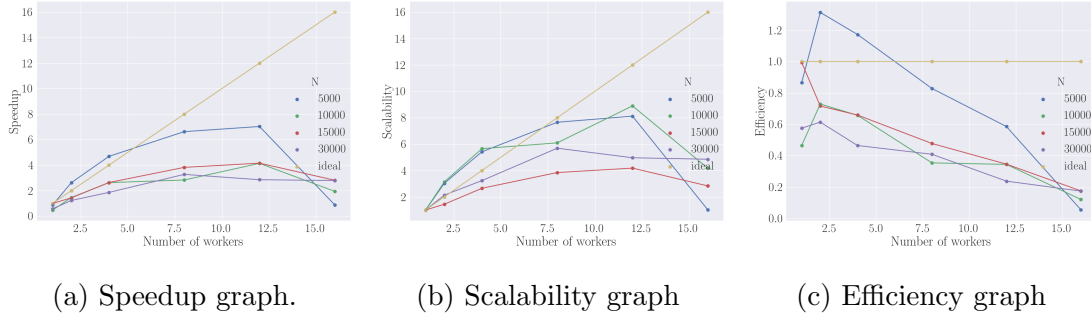 16
14
12
10
8
6
4
2
0
Speedup
2.5 5.0 7.5 10.0 12.5 15.0
Number of workers
N
5000
10000
15000
30000
ideal
(a) Speedup graph.
16
14
12
10
8
6
4
2
Scalability
2.5 5.0 7.5 10.0 12.5 15.0
Number of workers
N
5000
10000
15000
30000
ideal
(b) Scalability graph
1.2
1.0
0.8
0.6
0.4
0.2
0.0
Efficiency
2.5 5.0 7.5 10.0 12.5 15.0
Number of workers
N
5000
10000
15000
30000
ideal
(c) Efficiency graph